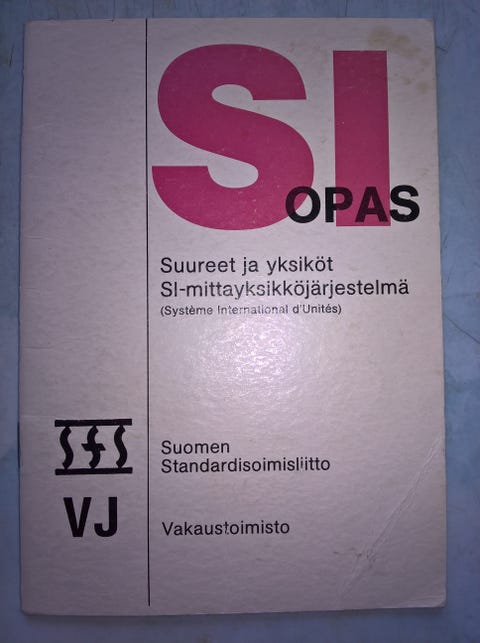 SI
OPAS
Suureet ja yksiköt
SI-mittayksikköjärjestelmä
(Système International d'Unités)
SFS
Suomen
Standardisoimisliitto
VJ
Vakaustoimisto